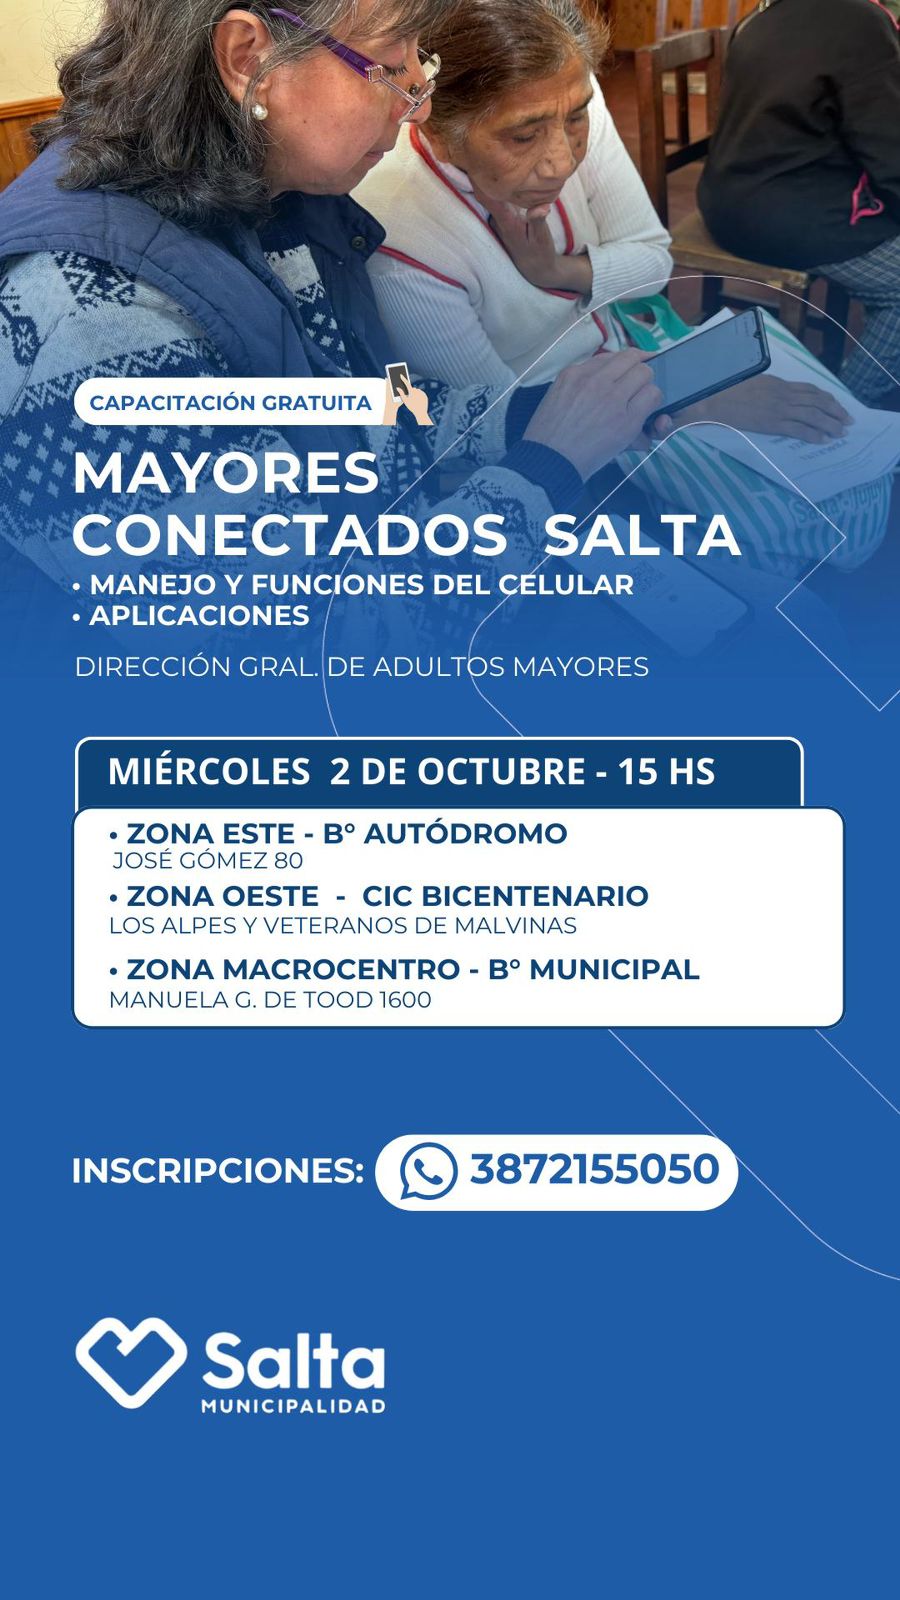 CAPACITACIÓN GRATUITA
MAYORES
CONECTADOS SALTA
• MANEJO Y FUNCIONES DEL CELULAR
• APLICACIONES
DIRECCIÓN GRAL. DE ADULTOS MAYORES
MIÉRCOLES 2 DE OCTUBRE - 15 HS
• ZONA ESTE - B° AUTÓDROMO
JOSÉ GÓMEZ 80
• ZONA OESTE - CIC BICENTENARIO
LOS ALPES Y VETERANOS DE MALVINAS
• ZONA MACROCENTRO - B° MUNICIPAL
MANUELA G. DE TOOD 1600
INSCRIPCIONES: 3872155050
Salta
MUNICIPALIDAD